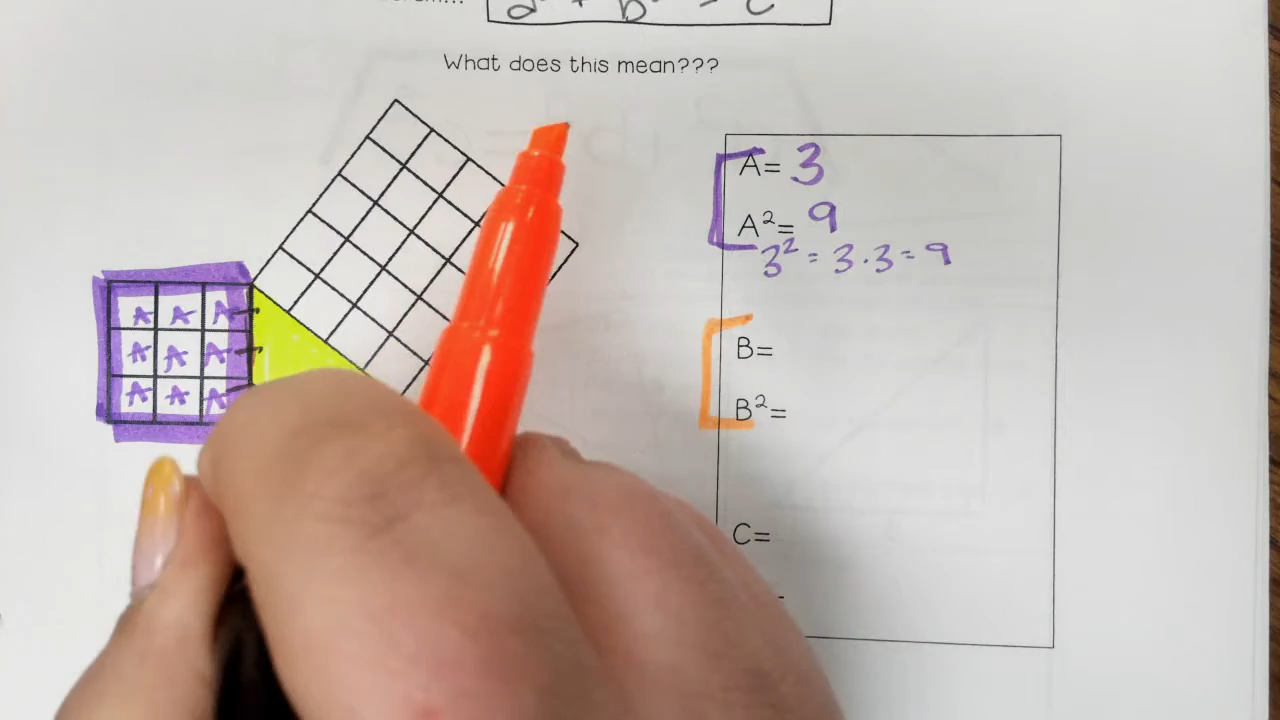 What does this mean???
A= 3
A²= 9
3² = 3·3 = 9
A A A
A A A
A A A
B=
B²=
C=